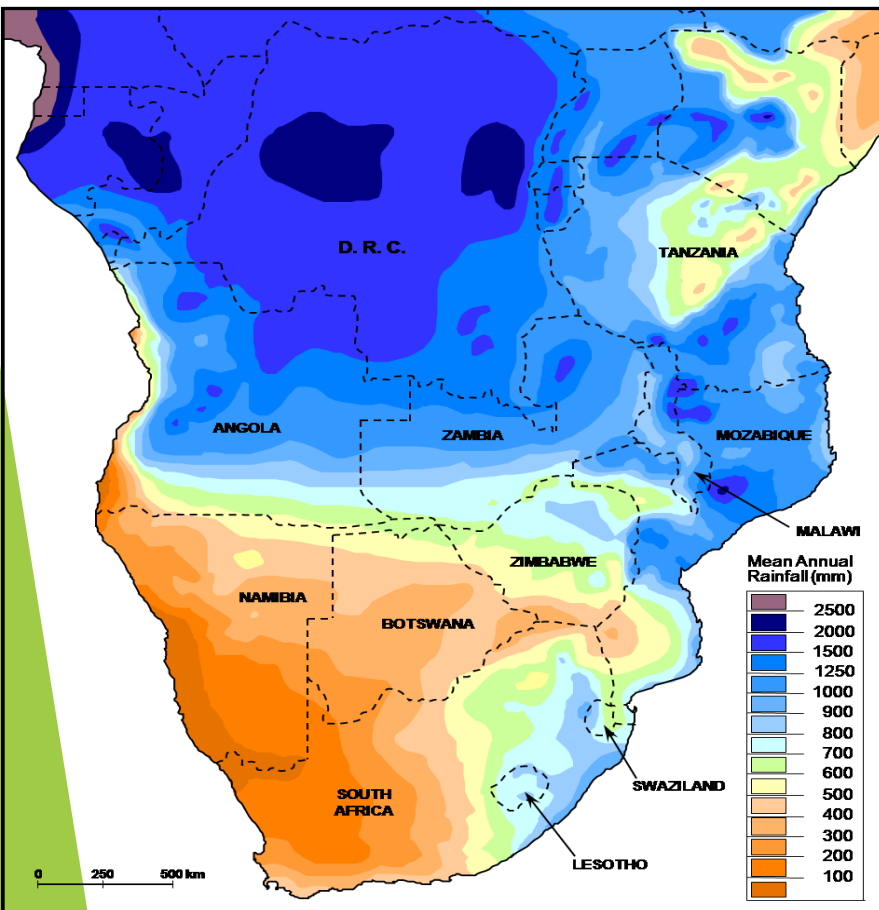 D. R. C.
TANZANIA
ANGOLA
ZAMBIA
MOZABIQUE
MALAWI
ZIMBABWE
NAMIBIA
BOTSWANA
SOUTH
AFRICA
SWAZILAND
LESOTHO
Mean Annual
Rainfall (mm)
2500
2000
1500
1250
1000
900
800
700
600
500
400
300
200
100
0 250 500 km